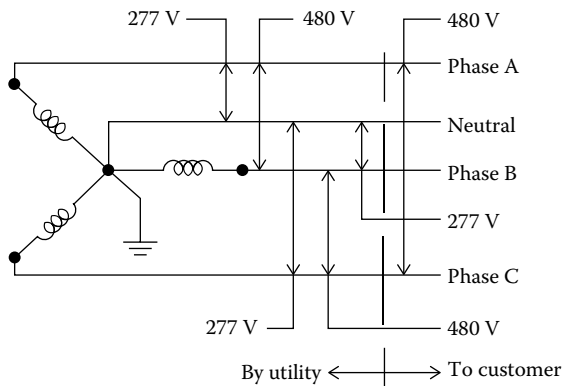 277 V
480 V
480 V
Phase A
Neutral
Phase B
277 V
Phase C
277 V
480 V
By utility
To customer